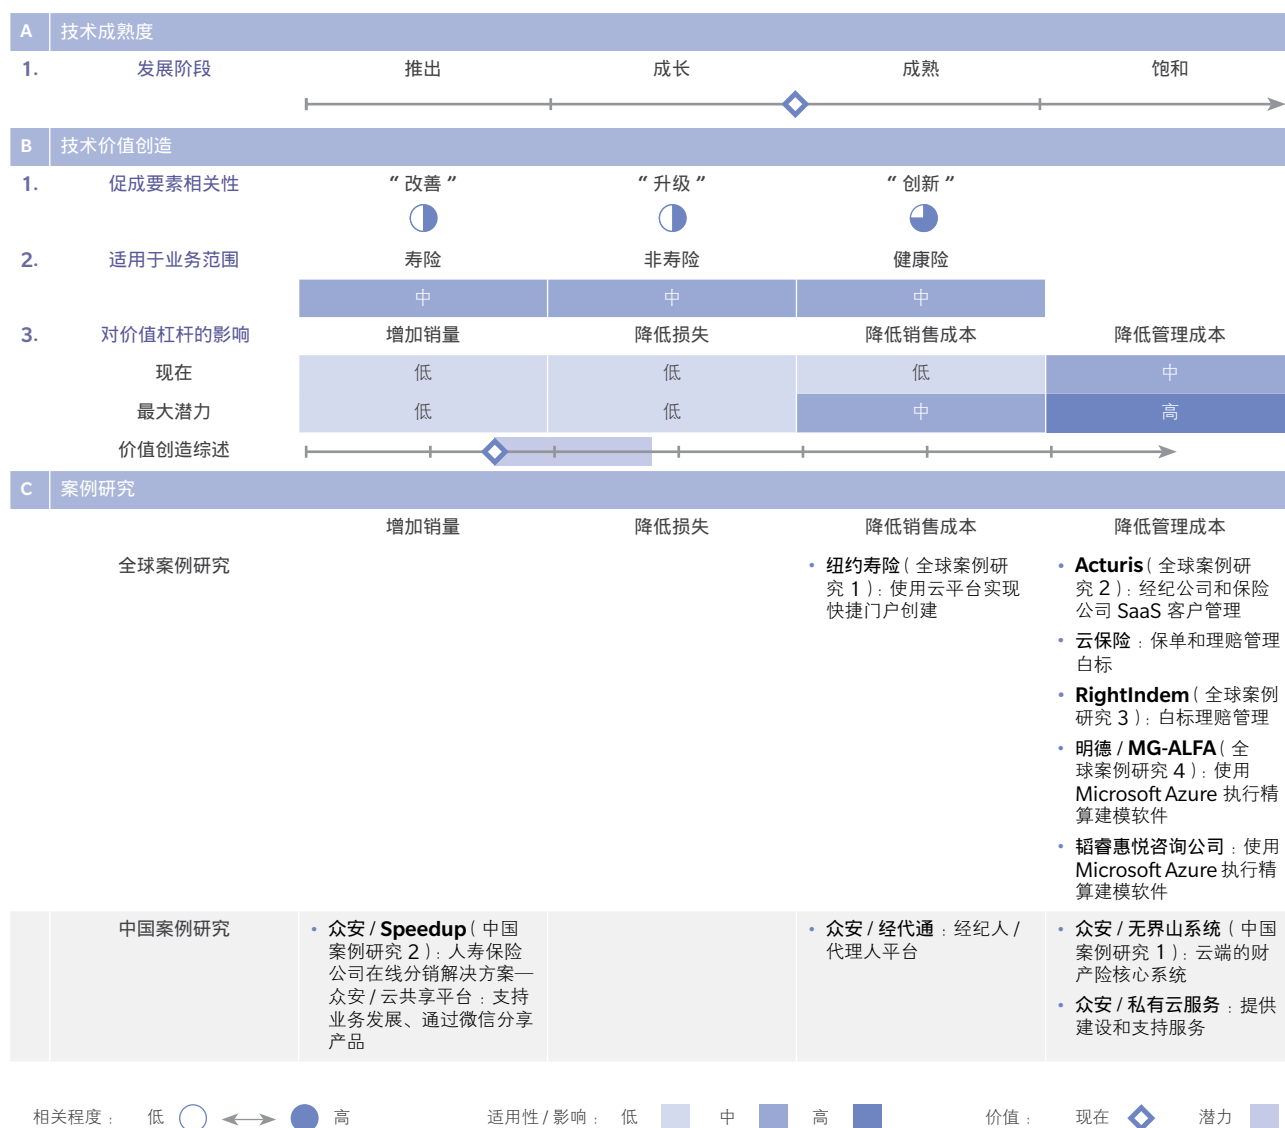 A 技术成熟度
1. 发展阶段 推出 成长 成熟 饱和
B 技术价值创造
1. 促成要素相关性 “改善” “升级” “创新”
2. 适用于业务范围 寿险 非寿险 健康险
中 中 中
3. 对价值杠杆的影响 增加销量 降低损失 降低销售成本 降低管理成本
现在 低 低 低 中
最大潜力 低 低 中 高
价值创造综述
C 案例研究
增加销量 降低损失 降低销售成本 降低管理成本
全球案例研究
• 纽约寿险（全球案例研
究 1）：使用云平台实现
快捷门户创建
• Acturis（全球案例研
究 2）：经纪公司和保险
公司 SaaS 客户管理
• 云保险：保单和理赔管理
白标
• RightIndem（全球案例
研究 3）：白标理赔管理
• 明德 / MG-ALFA（全
球案例研究 4）：使用
Microsoft Azure 执行精
算建模软件
• 韬睿惠悦咨询公司：使用
Microsoft Azure 执行精
算建模软件
中国案例研究
• 众安 / Speedup（中国
案例研究 2）：人寿保险
公司在线分销解决方案—
众安 / 云共享平台：支持
业务发展、通过微信分享
产品
• 众安 / 经代通：经纪人 /
代理人平台
• 众安 / 无界山系统（中国
案例研究 1）：云端的财
产险核心系统
• 众安 / 私有云服务：提供
建设和支持服务
相关程度： 低 高 适用性 / 影响： 低 中 高 价值： 现在 潜力